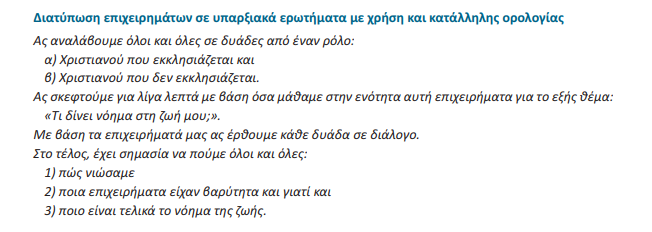 Διατύπωση επιχειρημάτων σε υπαρξιακά ερωτήματα με χρήση και κατάλληλης ορολογίας
Ας αναλάβουμε όλοι και όλες σε δυάδες από έναν ρόλο:
α) Χριστιανού που εκκλησιάζεται και
β) Χριστιανού που δεν εκκλησιάζεται.
Ας σκεφτούμε για λίγα λεπτά με βάση όσα μάθαμε στην ενότητα αυτή επιχειρήματα για το εξής θέμα:
«Τι δίνει νόημα στη ζωή μου;».
Με βάση τα επιχειρήματά μας ας έρθουμε κάθε δυάδα σε διάλογο.
Στο τέλος, έχει σημασία να πούμε όλοι και όλες:
1) πώς νιώσαμε
2) ποια επιχειρήματα είχαν βαρύτητα και γιατί και
3) ποιο είναι τελικά το νόημα της ζωής.